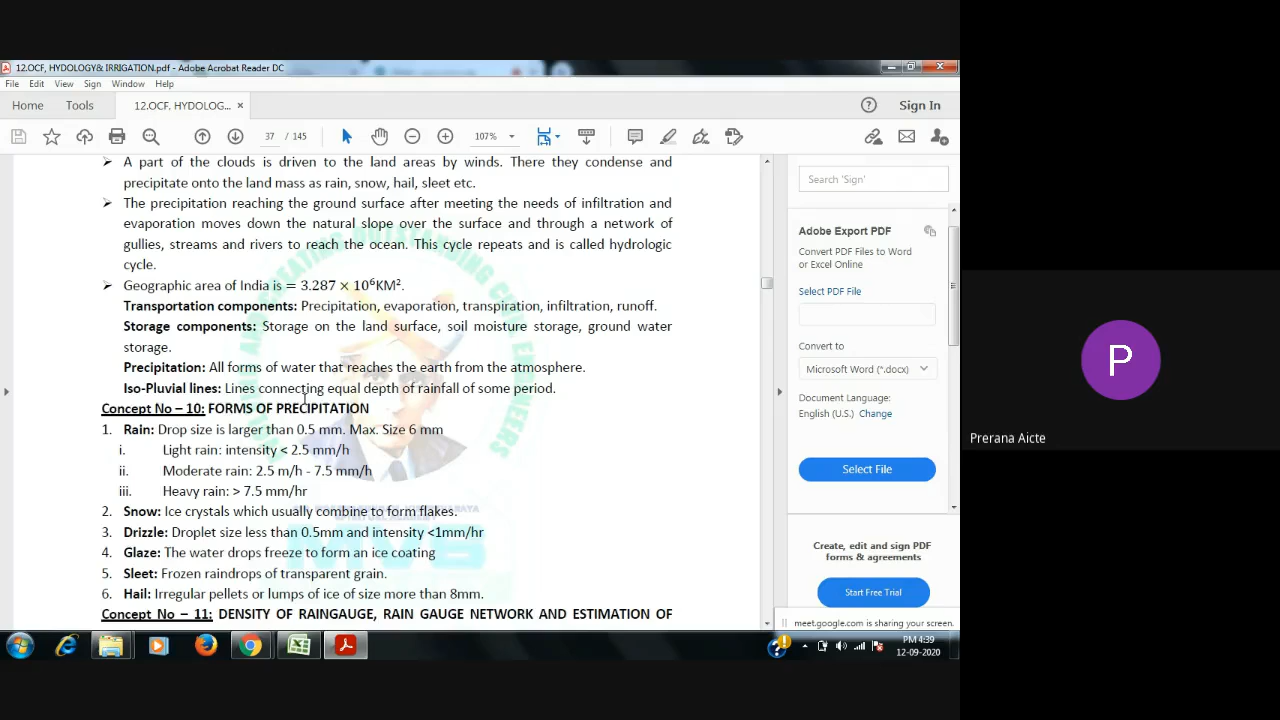 12.OCF, HYDOLOGY& IRRIGATION.pdf - Adobe Acrobat Reader DC
File Edit View Sign Window Help
Home Tools 12.OCF, HYDOLOG... × Sign In
37 / 145 107%
➢ A part of the clouds is driven to the land areas by winds. There they condense and
precipitate onto the land mass as rain, snow, hail, sleet etc.
➢ The precipitation reaching the ground surface after meeting the needs of infiltration and
evaporation moves down the natural slope over the surface and through a network of
gullies, streams and rivers to reach the ocean. This cycle repeats and is called hydrologic
cycle.
➢ Geographic area of India is = 3.287 × 10⁶KM².
Transportation components: Precipitation, evaporation, transpiration, infiltration, runoff.
Storage components: Storage on the land surface, soil moisture storage, ground water
storage.
Precipitation: All forms of water that reaches the earth from the atmosphere.
Iso-Pluvial lines: Lines connecting equal depth of rainfall of some period.
Concept No – 10: FORMS OF PRECIPITATION
1. Rain: Drop size is larger than 0.5 mm. Max. Size 6 mm
i. Light rain: intensity < 2.5 mm/h
ii. Moderate rain: 2.5 m/h - 7.5 mm/h
iii. Heavy rain: > 7.5 mm/hr
2. Snow: Ice crystals which usually combine to form flakes.
3. Drizzle: Droplet size less than 0.5mm and intensity <1mm/hr
4. Glaze: The water drops freeze to form an ice coating
5. Sleet: Frozen raindrops of transparent grain.
6. Hail: Irregular pellets or lumps of ice of size more than 8mm.
Concept No – 11: DENSITY OF RAINGAUGE, RAIN GAUGE NETWORK AND ESTIMATION OF
Search 'Sign'
Adobe Export PDF
Convert PDF Files to Word
or Excel Online
Select PDF File
Convert to
Microsoft Word (*.docx)
Document Language:
English (U.S.) Change
Select File
Create, edit and sign PDF
forms & agreements
Start Free Trial
meet.google.com is sharing your screen.
PM 4:39
12-09-2020
P
Prerana Aicte